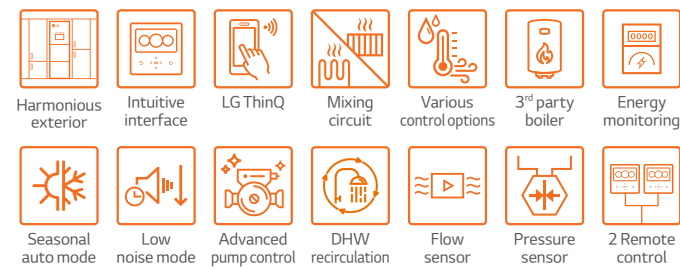 Harmonious
exterior
Intuitive
interface
LG ThinQ
Mixing
circuit
Various
control options
3rd party
boiler
0000
Energy
monitoring
Seasonal
auto mode
Low
noise mode
Advanced
pump control
DHW
recirculation
Flow
sensor
Pressure
sensor
2 Remote
control